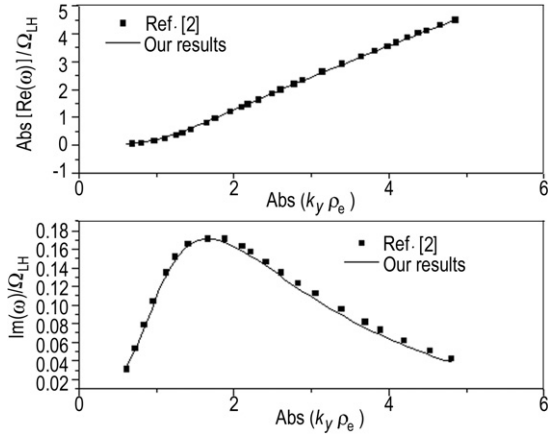 5
4
3
2
1
0
-1
Abs [Re(ω)]/Ω_LH
Ref. [2]
Our results
0 2 4 6
Abs (k_y ρ_e)
0.18
0.16
0.14
0.12
0.10
0.08
0.06
0.04
0.02
Im(ω)/Ω_LH
Ref. [2]
Our results
0 2 4 6
Abs (k_y ρ_e)